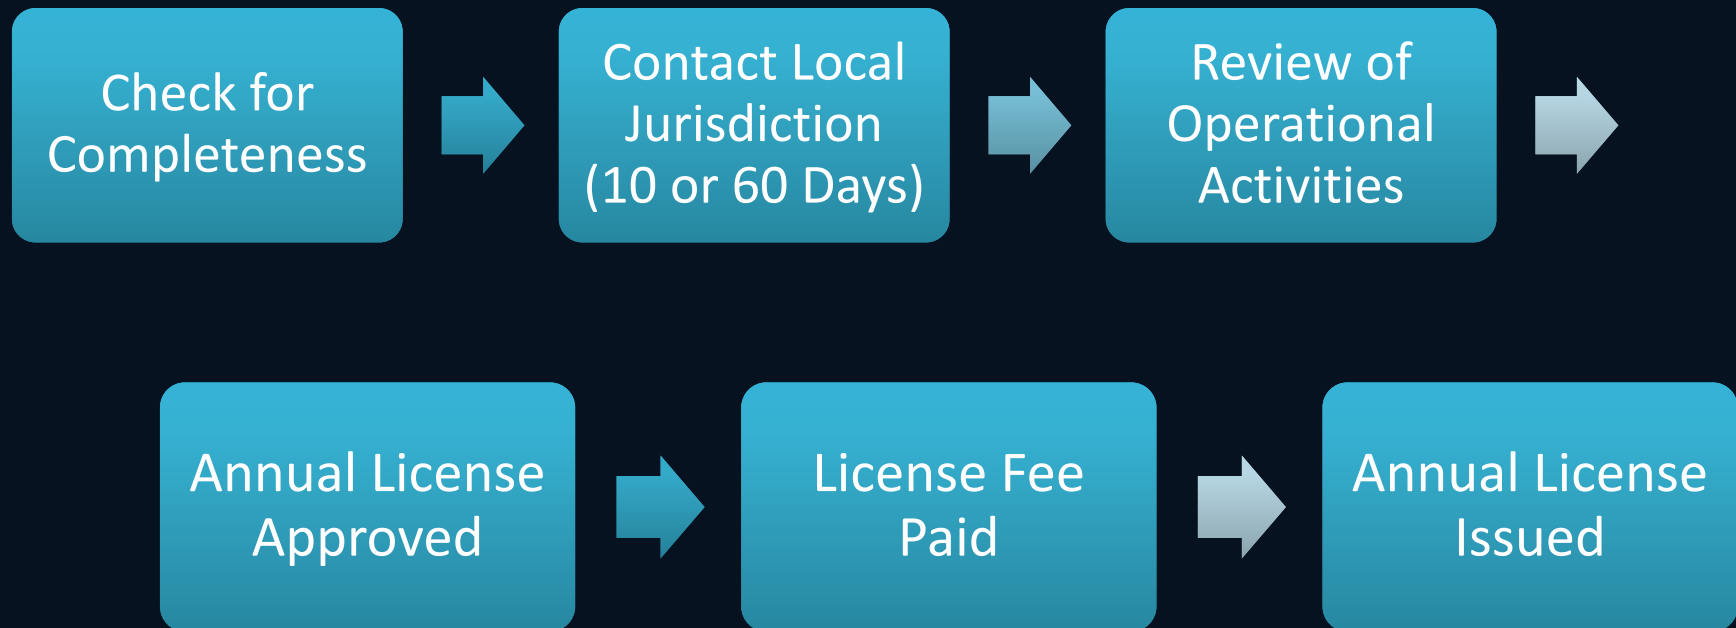 Check for
Completeness
Contact Local
Jurisdiction
(10 or 60 Days)
Review of
Operational
Activities
Annual License
Approved
License Fee
Paid
Annual License
Issued